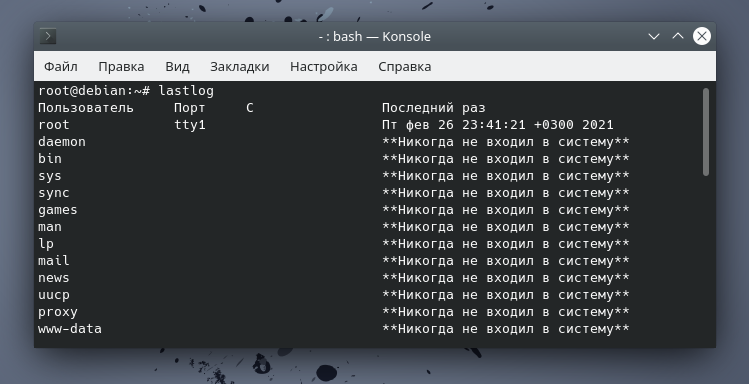 - : bash — Konsole
Файл Правка Вид Закладки Настройка Справка
root@debian:~# lastlog
Пользователь Порт С Последний раз
root tty1 Пт фев 26 23:41:21 +0300 2021
daemon **Никогда не входил в систему**
bin **Никогда не входил в систему**
sys **Никогда не входил в систему**
sync **Никогда не входил в систему**
games **Никогда не входил в систему**
man **Никогда не входил в систему**
lp **Никогда не входил в систему**
mail **Никогда не входил в систему**
news **Никогда не входил в систему**
uucp **Никогда не входил в систему**
proxy **Никогда не входил в систему**
www-data **Никогда не входил в систему**